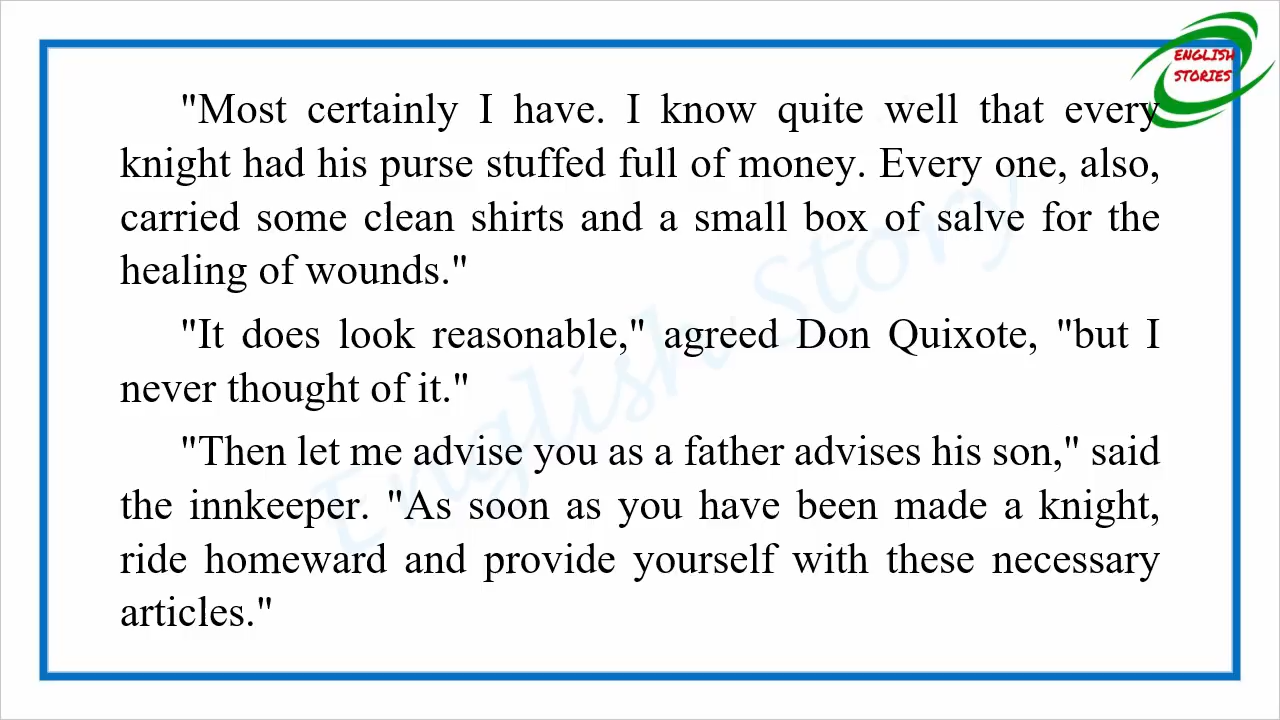 ENGLISH
STORIES
"Most certainly I have. I know quite well that every
knight had his purse stuffed full of money. Every one, also,
carried some clean shirts and a small box of salve for the
healing of wounds."
"It does look reasonable," agreed Don Quixote, "but I
never thought of it."
"Then let me advise you as a father advises his son," said
the innkeeper. "As soon as you have been made a knight,
ride homeward and provide yourself with these necessary
articles."
English Story